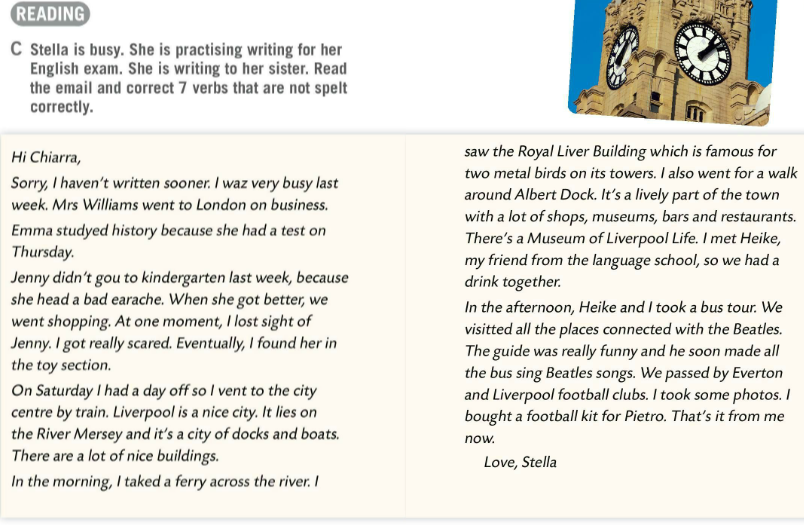 READING
C Stella is busy. She is practising writing for her
English exam. She is writing to her sister. Read
the email and correct 7 verbs that are not spelt
correctly.
Hi Chiarra,
Sorry, I haven't written sooner. I waz very busy last
week. Mrs Williams went to London on business.
Emma studyed history because she had a test on
Thursday.
Jenny didn't gou to kindergarten last week, because
she head a bad earache. When she got better, we
went shopping. At one moment, I lost sight of
Jenny. I got really scared. Eventually, I found her in
the toy section.
On Saturday I had a day off so I vent to the city
centre by train. Liverpool is a nice city. It lies on
the River Mersey and it's a city of docks and boats.
There are a lot of nice buildings.
In the morning, I taked a ferry across the river. I
saw the Royal Liver Building which is famous for
two metal birds on its towers. I also went for a walk
around Albert Dock. It's a lively part of the town
with a lot of shops, museums, bars and restaurants.
There's a Museum of Liverpool Life. I met Heike,
my friend from the language school, so we had a
drink together.
In the afternoon, Heike and I took a bus tour. We
visitted all the places connected with the Beatles.
The guide was really funny and he soon made all
the bus sing Beatles songs. We passed by Everton
and Liverpool football clubs. I took some photos. I
bought a football kit for Pietro. That's it from me
now.
Love, Stella